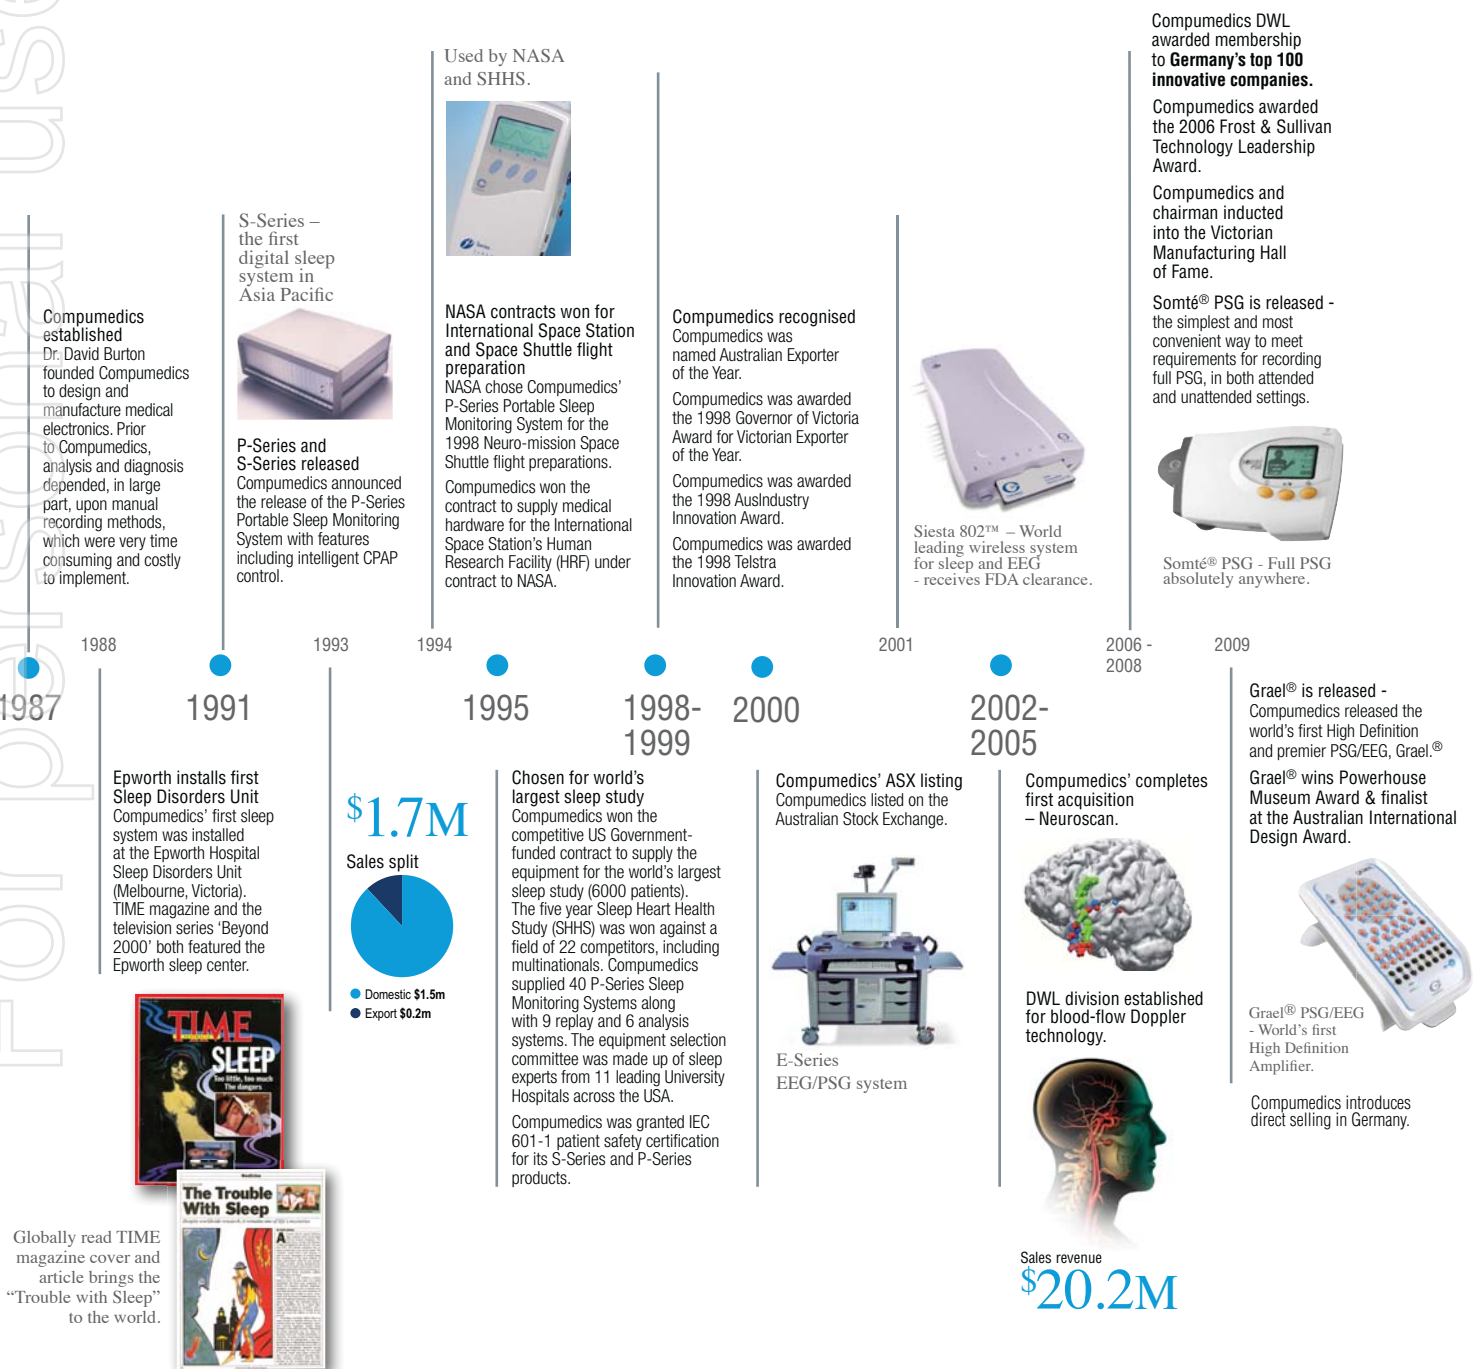 For personal use
Compumedics
established
Dr. David Burton
founded Compumedics
to design and
manufacture medical
electronics. Prior
to Compumedics,
analysis and diagnosis
depended, in large
part, upon manual
recording methods,
which were very time
consuming and costly
to implement.
S-Series –
the first
digital sleep
system in
Asia Pacific
P-Series and
S-Series released
Compumedics announced
the release of the P-Series
Portable Sleep Monitoring
System with features
including intelligent CPAP
control.
Used by NASA
and SHHS.
NASA contracts won for
International Space Station
and Space Shuttle flight
preparation
NASA chose Compumedics’
P-Series Portable Sleep
Monitoring System for the
1998 Neuro-mission Space
Shuttle flight preparations.
Compumedics won the
contract to supply medical
hardware for the International
Space Station’s Human
Research Facility (HRF) under
contract to NASA.
Compumedics recognised
Compumedics was
named Australian Exporter
of the Year.
Compumedics was awarded
the 1998 Governor of Victoria
Award for Victorian Exporter
of the Year.
Compumedics was awarded
the 1998 AusIndustry
Innovation Award.
Compumedics was awarded
the 1998 Telstra
Innovation Award.
Siesta 802™ – World
leading wireless system
for sleep and EEG
- receives FDA clearance.
Compumedics DWL
awarded membership
to Germany’s top 100
innovative companies.
Compumedics awarded
the 2006 Frost & Sullivan
Technology Leadership
Award.
Compumedics and
chairman inducted
into the Victorian
Manufacturing Hall
of Fame.
Somté® PSG is released -
the simplest and most
convenient way to meet
requirements for recording
full PSG, in both attended
and unattended settings.
Somté® PSG - Full PSG
absolutely anywhere.
1988
1993
1994
2001
2006 -
2008
2009
1987
1991
1995
1998-
1999
2000
2002-
2005
Epworth installs first
Sleep Disorders Unit
Compumedics’ first sleep
system was installed
at the Epworth Hospital
Sleep Disorders Unit
(Melbourne, Victoria).
TIME magazine and the
television series ‘Beyond
2000’ both featured the
Epworth sleep center.
TIME
SLEEP
Too little, too much
The dangers
The Trouble
With Sleep
Globally read TIME
magazine cover and
article brings the
“Trouble with Sleep”
to the world.
$1.7M
Sales split
Domestic $1.5m
Export $0.2m
Chosen for world’s
largest sleep study
Compumedics won the
competitive US Government-
funded contract to supply the
equipment for the world’s largest
sleep study (6000 patients).
The five year Sleep Heart Health
Study (SHHS) was won against a
field of 22 competitors, including
multinationals. Compumedics
supplied 40 P-Series Sleep
Monitoring Systems along
with 9 replay and 6 analysis
systems. The equipment selection
committee was made up of sleep
experts from 11 leading University
Hospitals across the USA.
Compumedics was granted IEC
601-1 patient safety certification
for its S-Series and P-Series
products.
Compumedics’ ASX listing
Compumedics listed on the
Australian Stock Exchange.
E-Series
EEG/PSG system
Compumedics’ completes
first acquisition
– Neuroscan.
DWL division established
for blood-flow Doppler
technology.
Sales revenue
$20.2M
Grael® is released -
Compumedics released the
world’s first High Definition
and premier PSG/EEG, Grael.®
Grael® wins Powerhouse
Museum Award & finalist
at the Australian International
Design Award.
Grael® PSG/EEG
- World’s first
High Definition
Amplifier.
Compumedics introduces
direct selling in Germany.